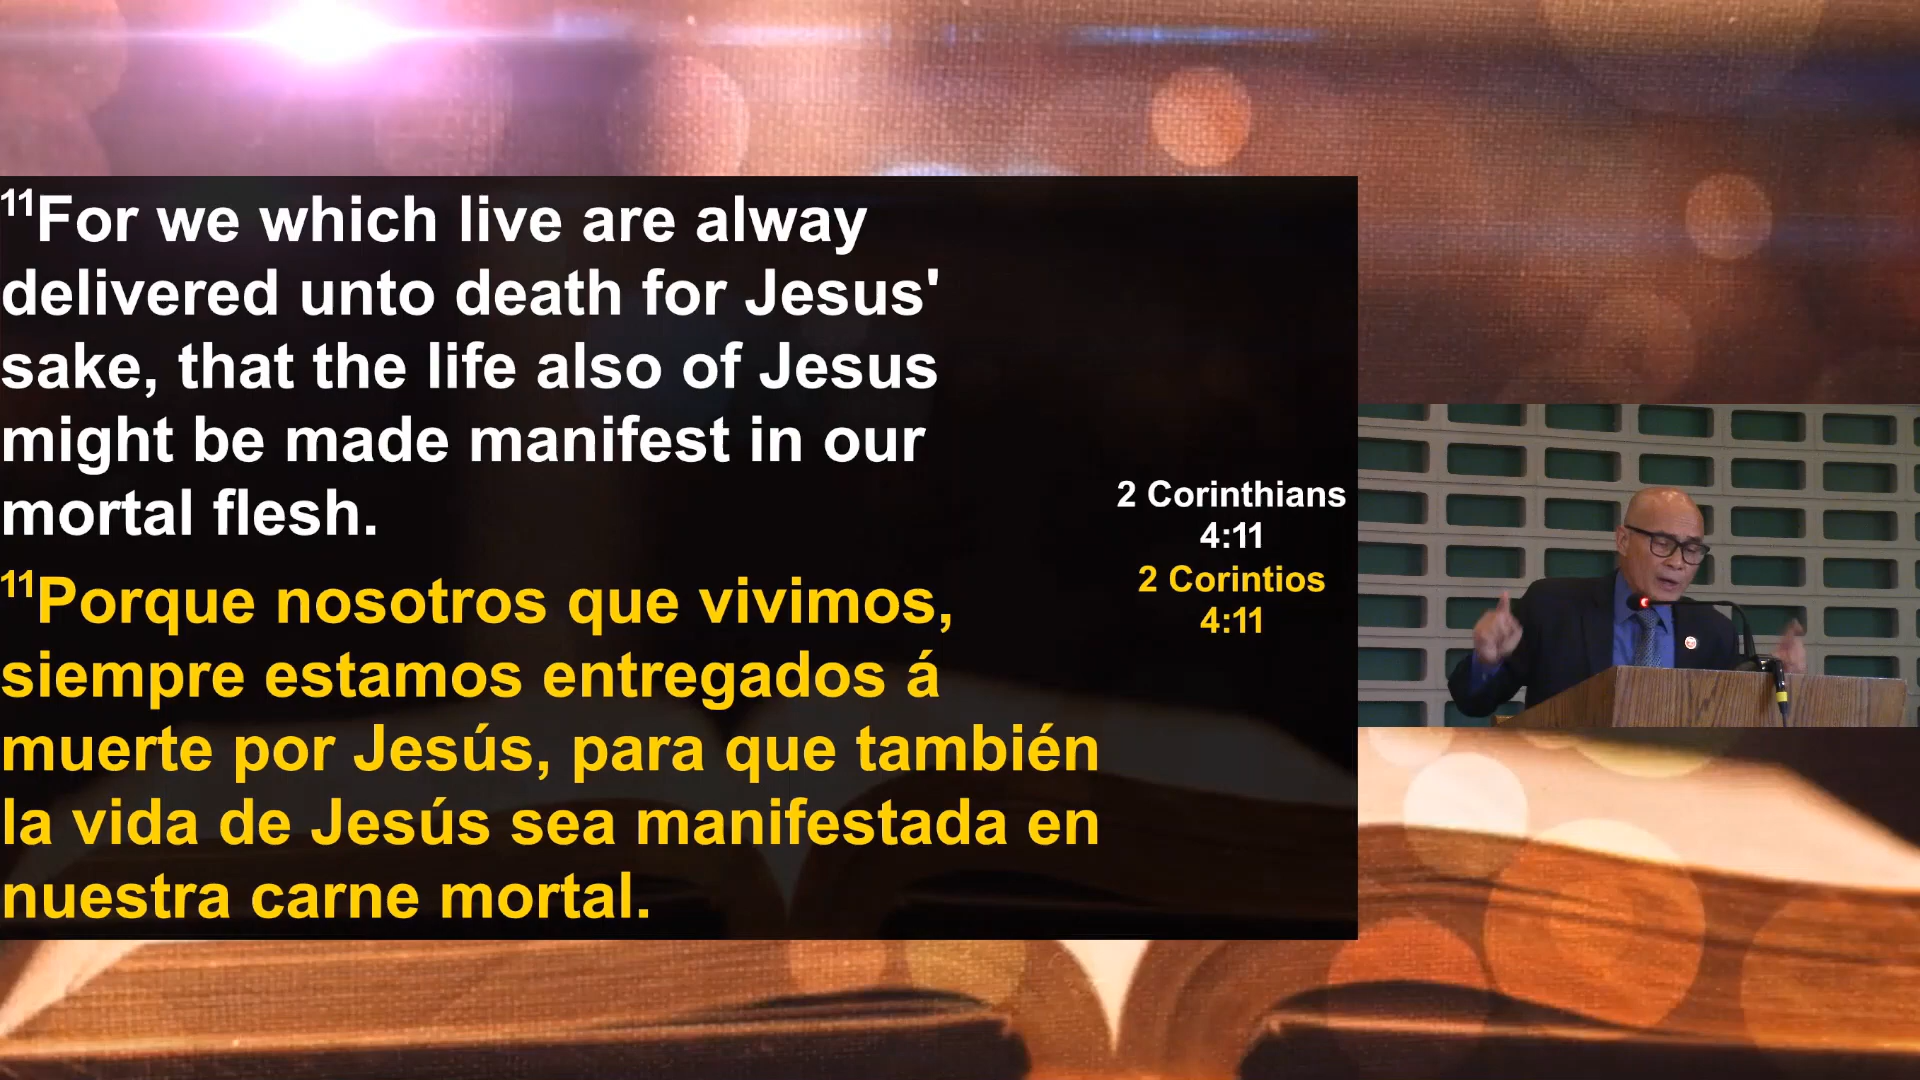 ¹¹For we which live are alway
delivered unto death for Jesus'
sake, that the life also of Jesus
might be made manifest in our
mortal flesh.
¹¹Porque nosotros que vivimos,
siempre estamos entregados á
muerte por Jesús, para que también
la vida de Jesús sea manifestada en
nuestra carne mortal.
2 Corinthians
4:11
2 Corintios
4:11